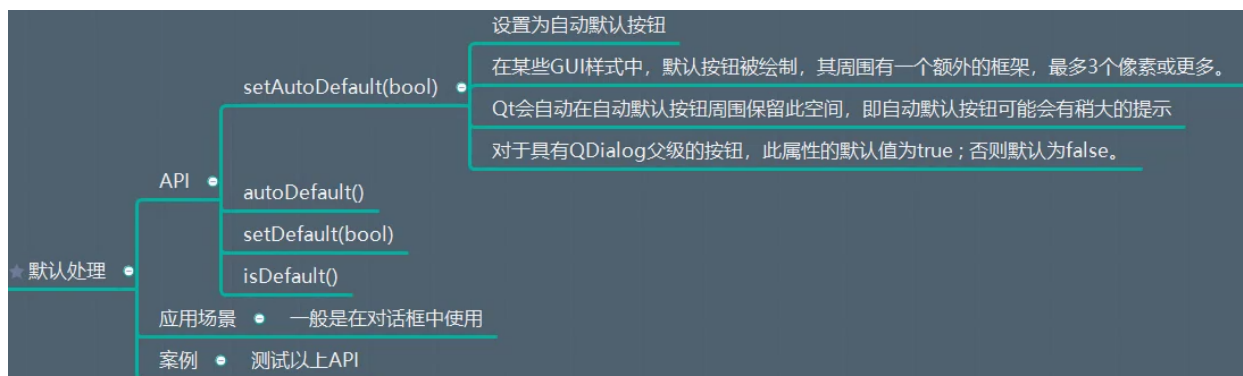 设置为自动默认按钮
在某些GUI样式中，默认按钮被绘制，其周围有一个额外的框架，最多3个像素或更多。
setAutoDefault(bool)
Qt会自动在自动默认按钮周围保留此空间，即自动默认按钮可能会有稍大的提示
对于具有QDialog父级的按钮，此属性的默认值为true ; 否则默认为false。
API
autoDefault()
setDefault(bool)
默认处理
isDefault()
应用场景
一般是在对话框中使用
案例
测试以上API